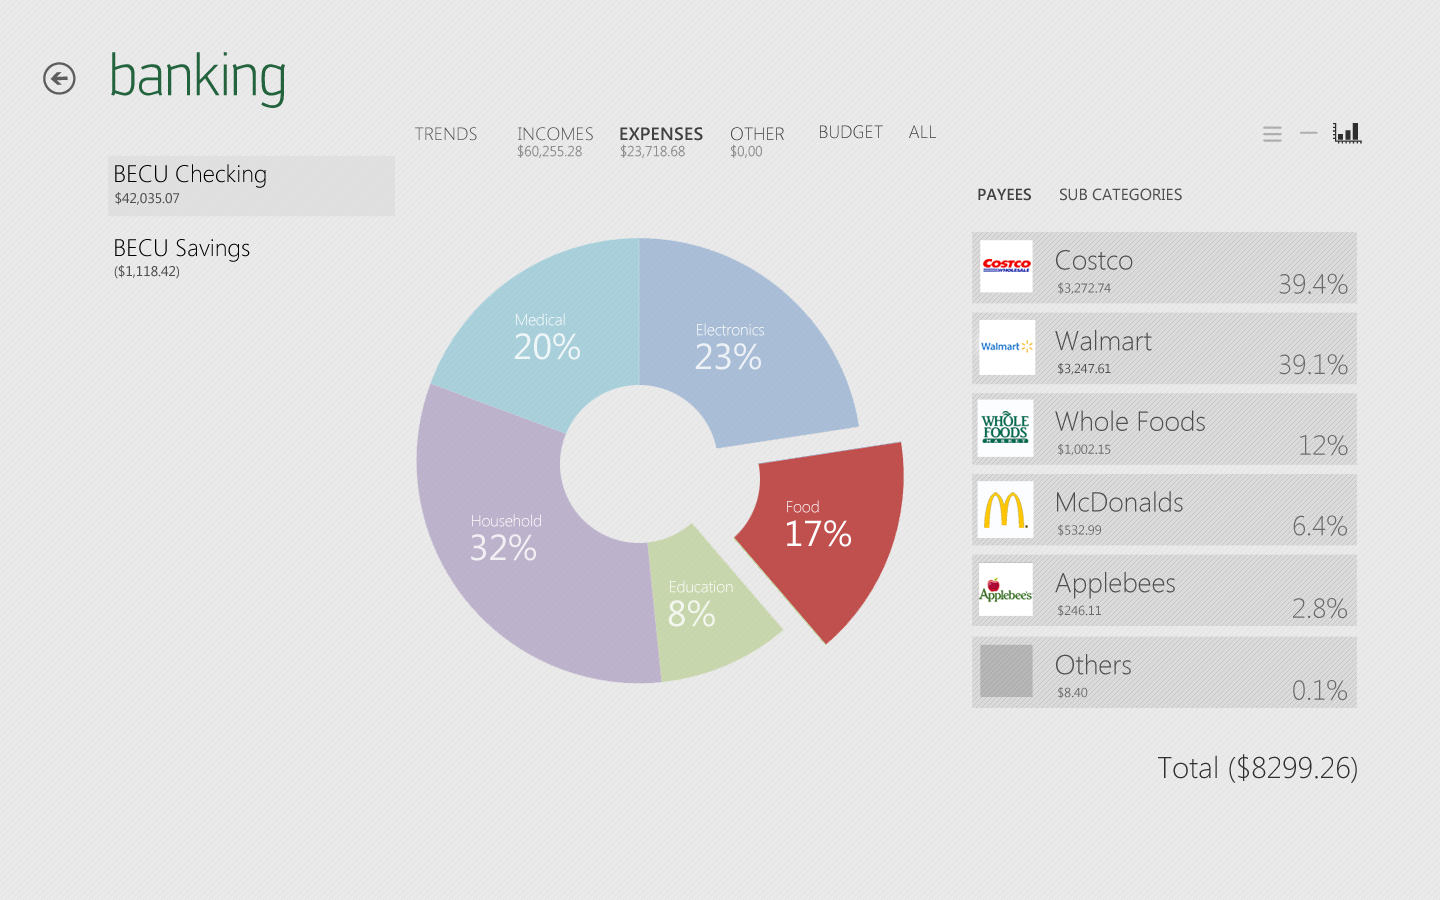 banking
TRENDS INCOMES EXPENSES OTHER BUDGET ALL
$60,255.28 $23,718.68 $0,00
BECU Checking
$42,035.07
BECU Savings
($1,118.42)
Medical
20%
Electronics
23%
Food
17%
Household
32%
Education
8%
PAYEES SUB CATEGORIES
COSTCO
WHOLESALE
Costco
$3,272.74
39.4%
Walmart
Walmart
$3,247.61
39.1%
WHOLE
FOODS
MARKET
Whole Foods
$1,002.15
12%
McDonalds
$532.99
6.4%
Applebee's
Applebees
$246.11
2.8%
Others
$8.40
0.1%
Total ($8299.26)